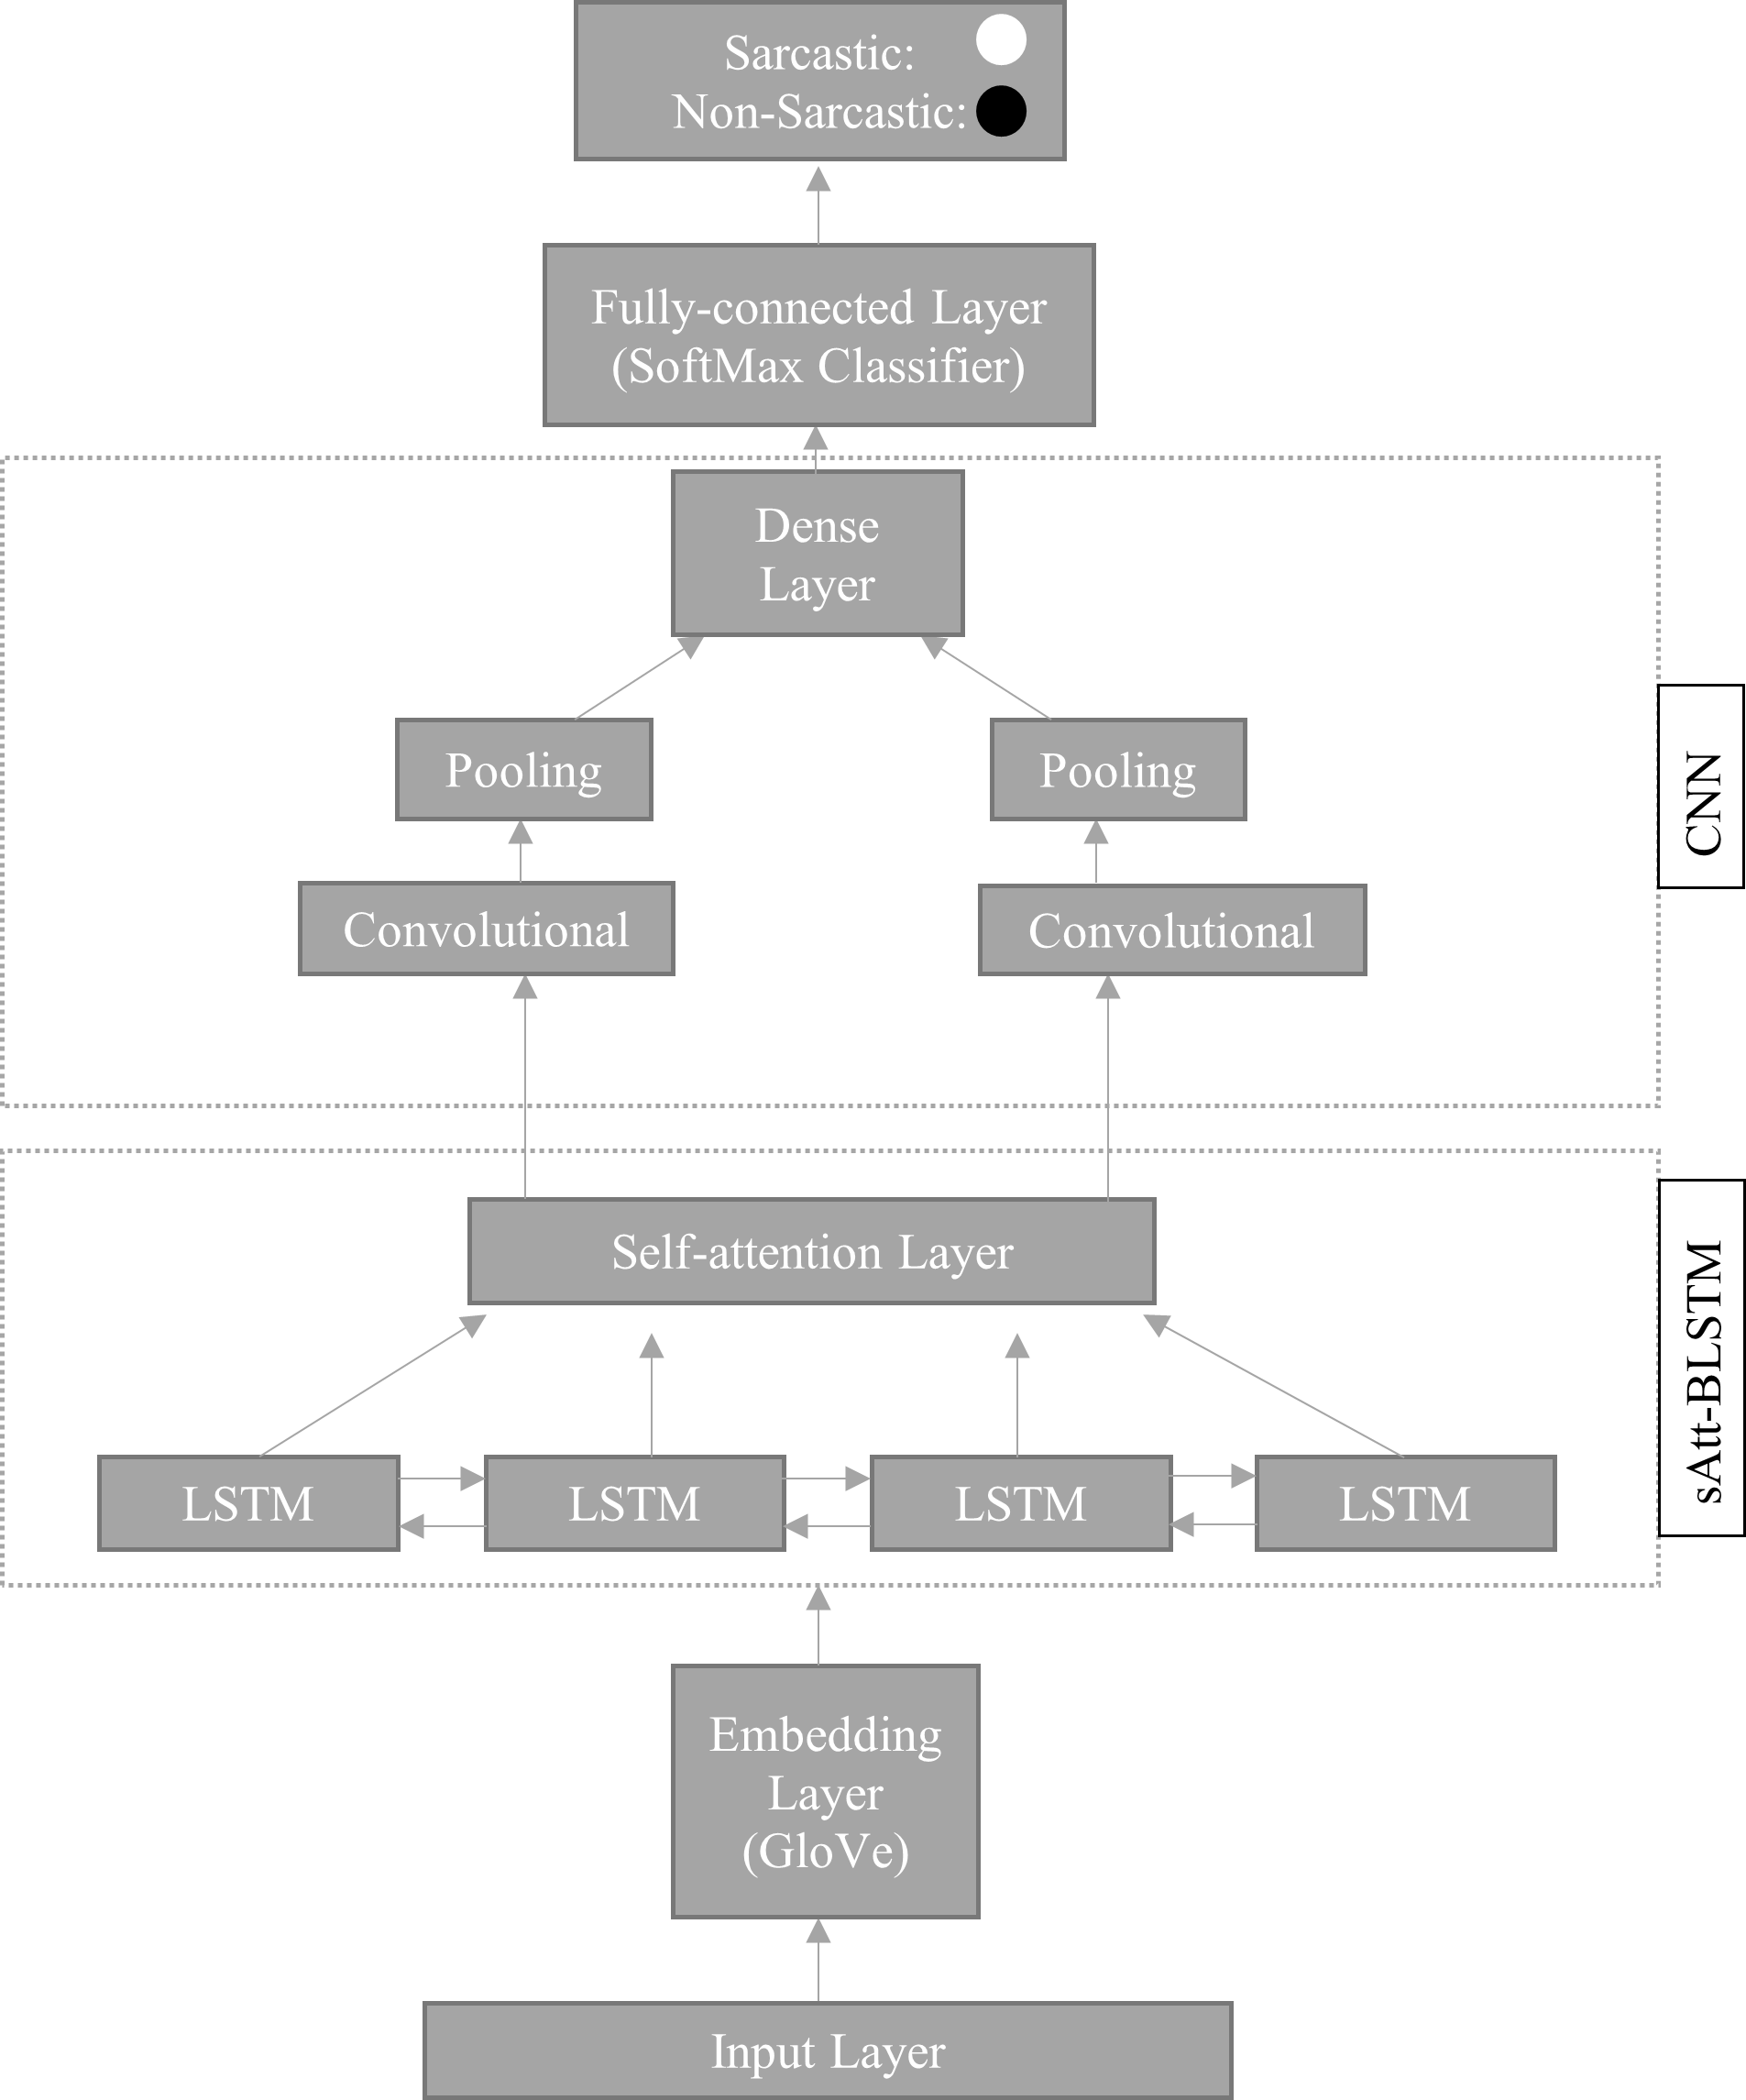 Sarcastic:
Non-Sarcastic:
Fully-connected Layer
(SoftMax Classifier)
Dense
Layer
Pooling
Pooling
Convolutional
Convolutional
CNN
Self-attention Layer
LSTM
LSTM
LSTM
LSTM
sAtt-BLSTM
Embedding
Layer
(GloVe)
Input Layer